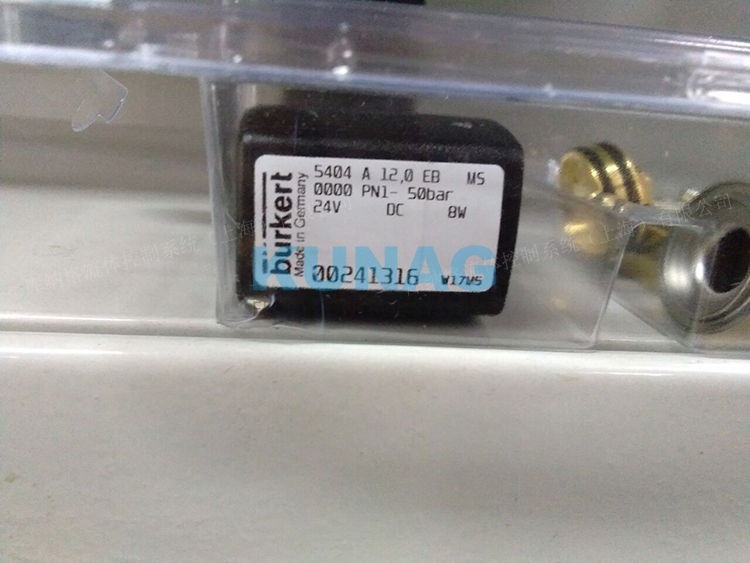 burkert
Made in Germany
5404 A 12,0 EB MS
0000 PN1- 50bar
24V DC 8W
00241316 W17W5
KUNAG